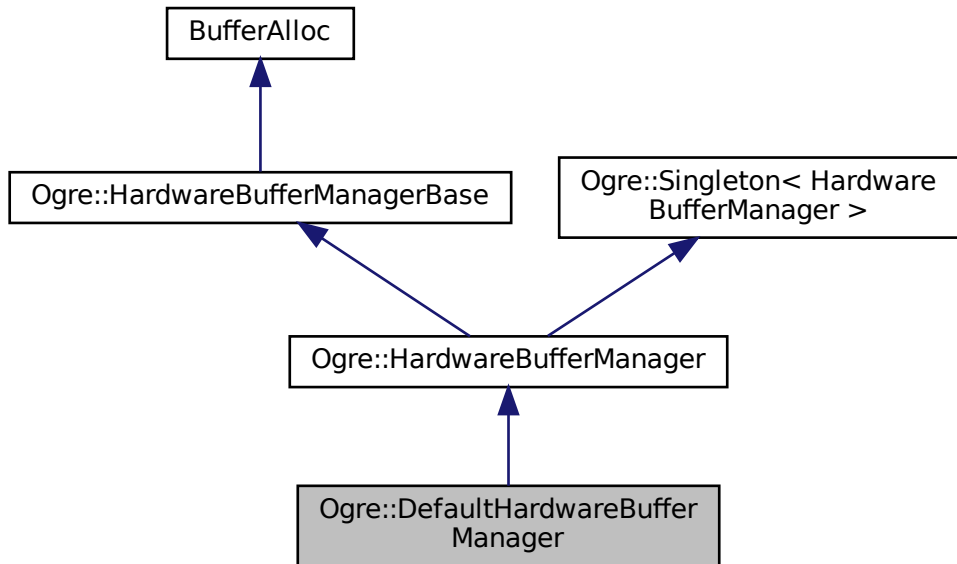 BufferAlloc
Ogre::HardwareBufferManagerBase
Ogre::Singleton< Hardware
BufferManager >
Ogre::HardwareBufferManager
Ogre::DefaultHardwareBuffer
Manager